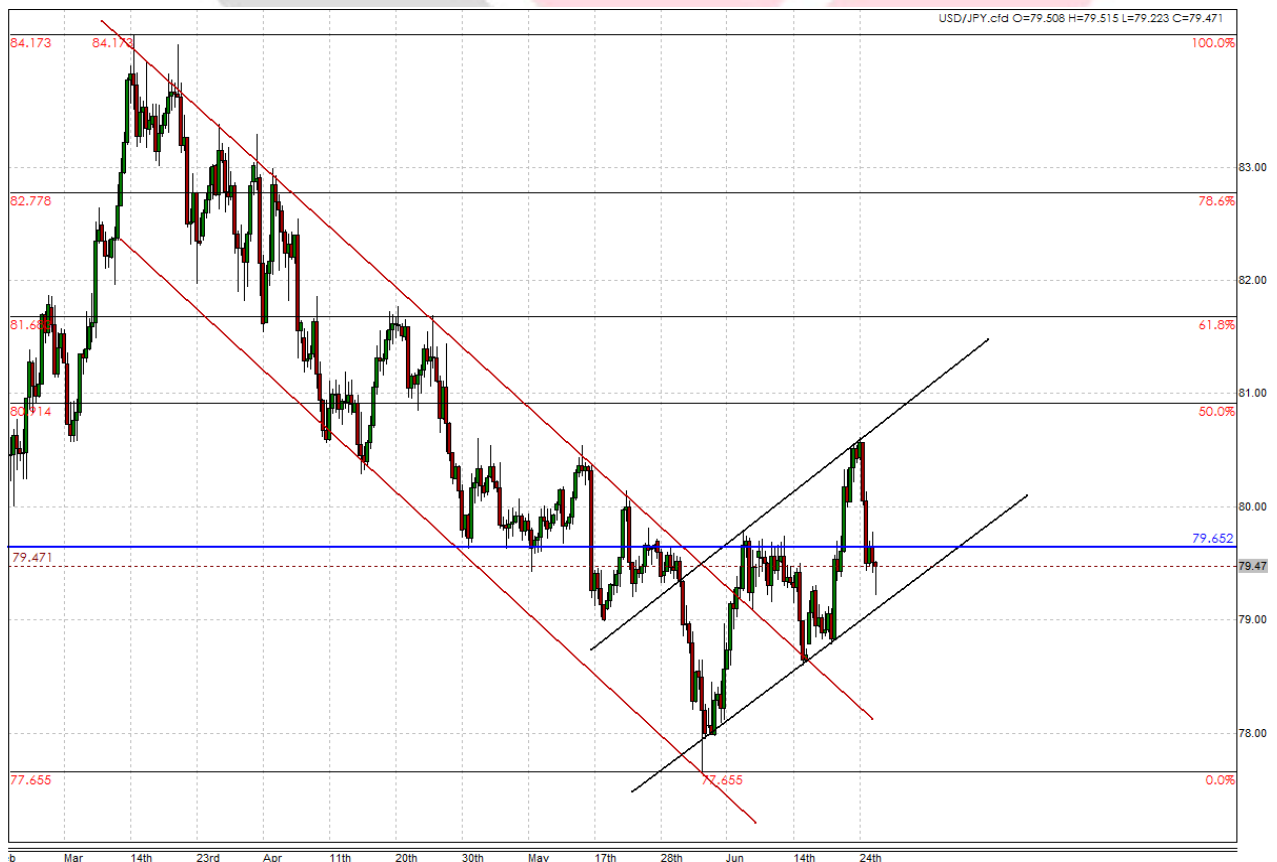 USD/JPY.cfd O=79.508 H=79.515 L=79.223 C=79.471
84.173 84.173 100.0%
83.00
82.778 78.6%
82.00
81.68 61.8%
81.00
80.914 50.0%
80.00
79.652
79.471 79.47
79.00
78.00
77.655 77.655 0.0%
b Mar 14th 23rd Apr 11th 20th 30th May 17th 28th Jun 14th 24th